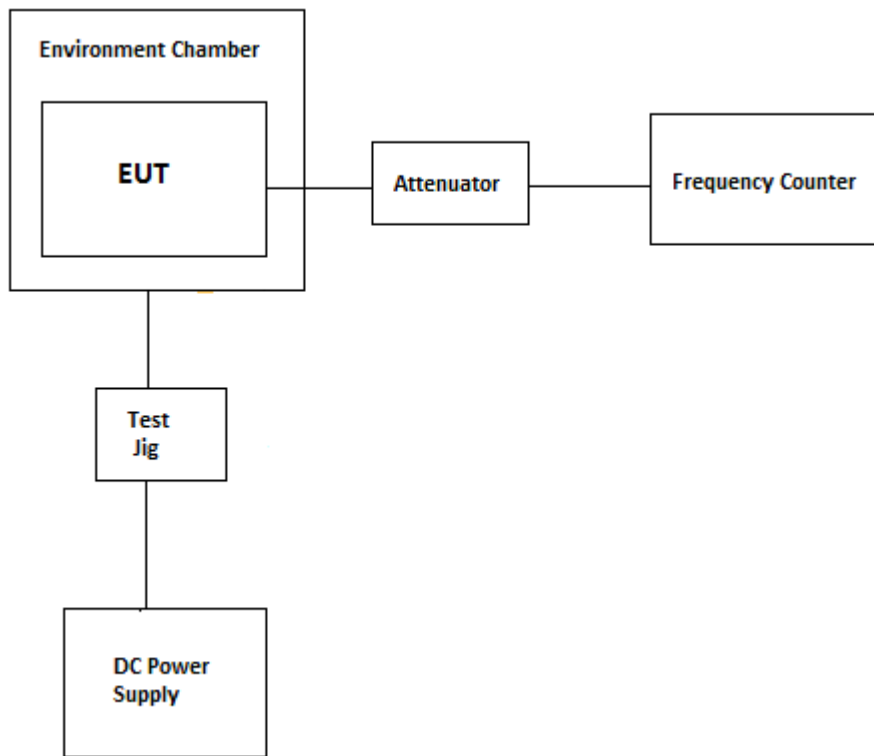 Environment Chamber
EUT
Attenuator
Frequency Counter
Test
Jig
DC Power
Supply